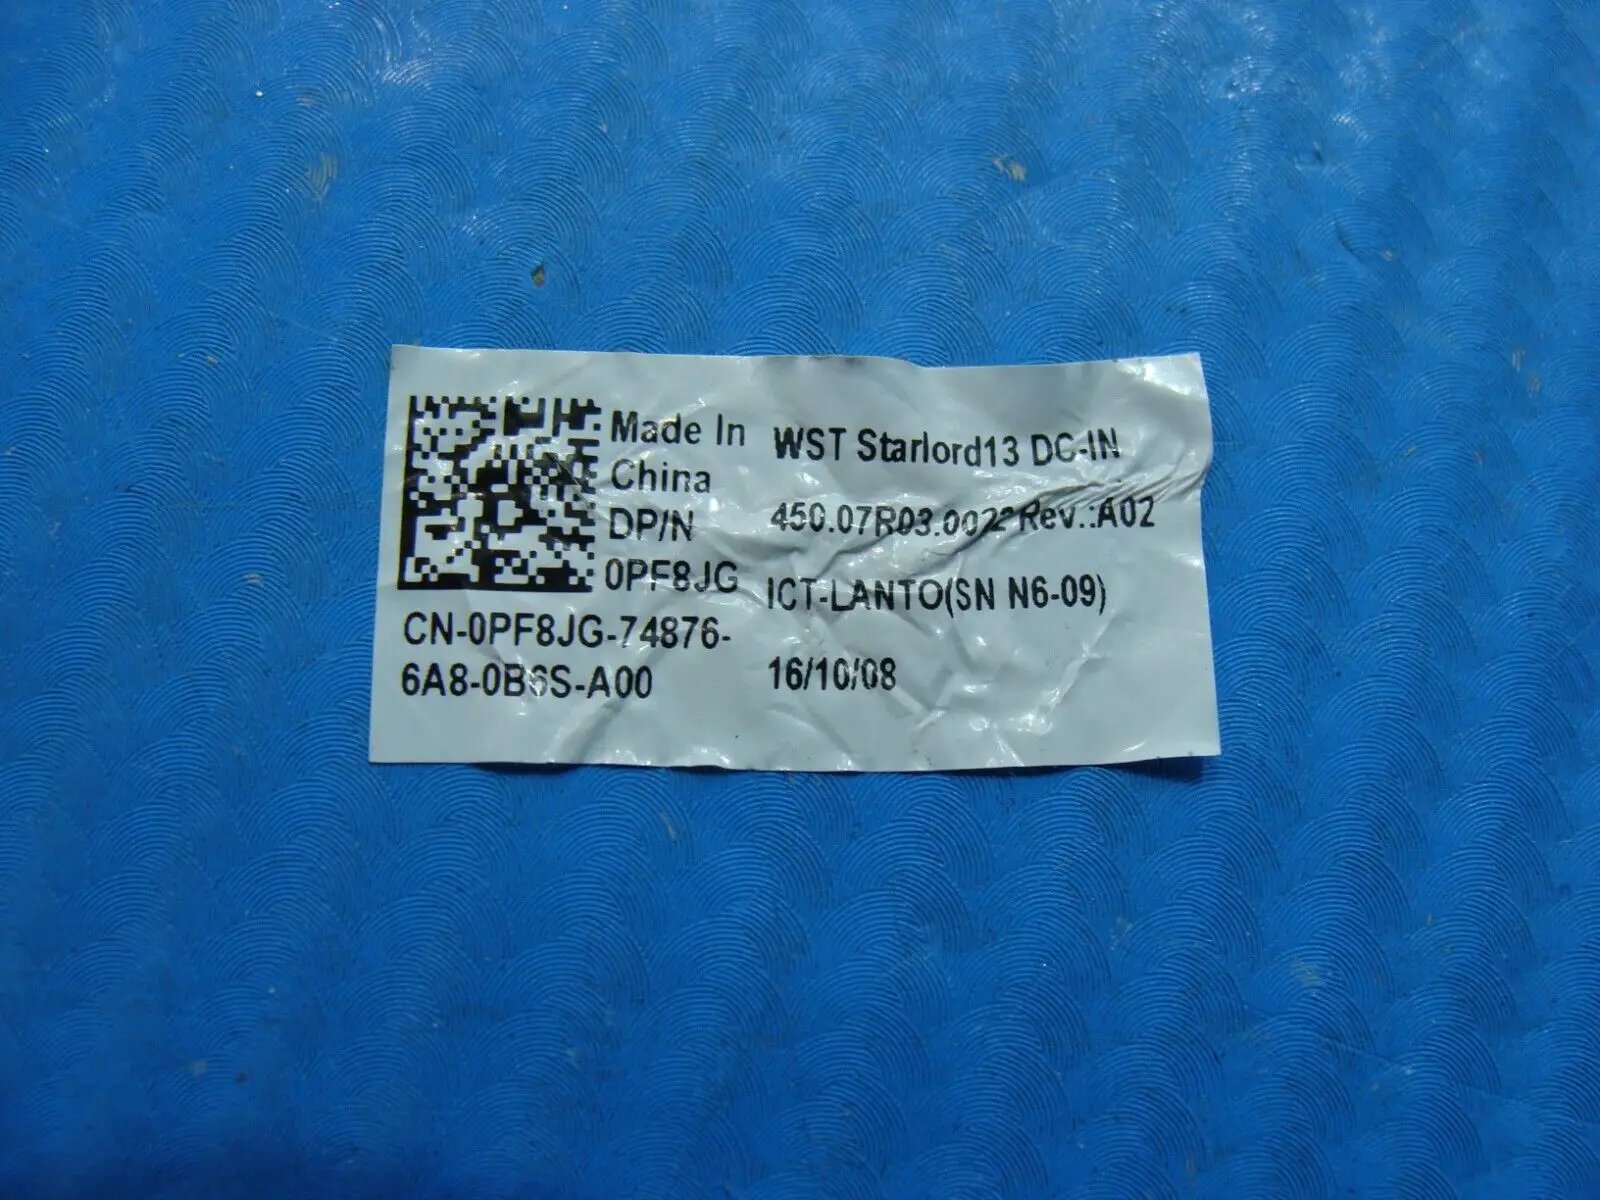 Made In
China
DP/N
0PF8JG
CN-0PF8JG-74876-
6A8-0B6S-A00
WST Starlord13 DC-IN
450.07R03.0022 Rev.:A02
ICT-LANTO(SN N6-09)
16/10/08